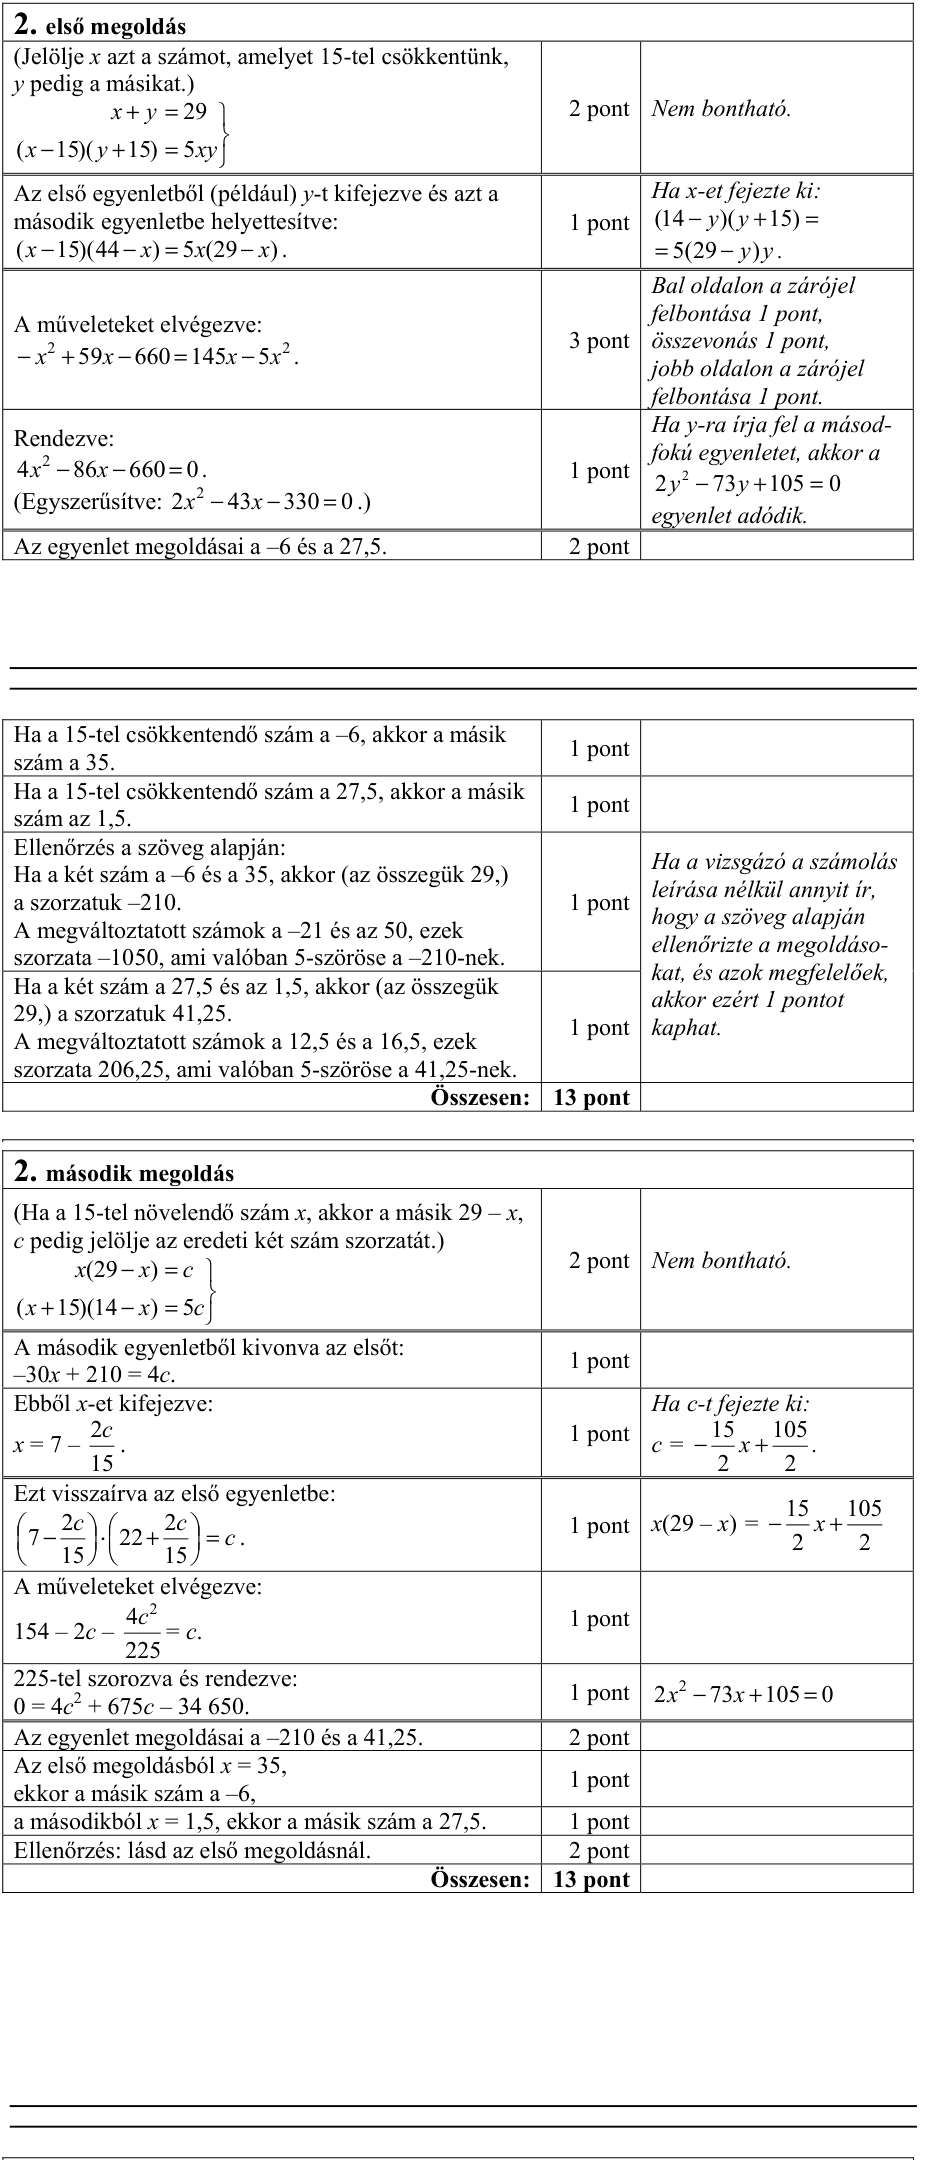 2. első megoldás
(Jelölje x azt a számot, amelyet 15-tel csökkentünk,
y pedig a másikat.)
x + y = 29
(x − 15)(y + 15) = 5xy }
2 pont
Nem bontható.
Az első egyenletből (például) y-t kifejezve és azt a
második egyenletbe helyettesítve:
(x − 15)(44 − x) = 5x(29 − x).
1 pont
Ha x-et fejezte ki:
(14 − y)(y + 15) =
= 5(29 − y)y.
A műveleteket elvégezve:
− x² + 59x − 660 = 145x − 5x².
3 pont
Bal oldalon a zárójel
felbontása 1 pont,
összevonás 1 pont,
jobb oldalon a zárójel
felbontása 1 pont.
Rendezve:
4x² − 86x − 660 = 0.
(Egyszerűsítve: 2x² − 43x − 330 = 0.)
1 pont
Ha y-ra írja fel a másod-
fokú egyenletet, akkor a
2y² − 73y + 105 = 0
egyenlet adódik.
Az egyenlet megoldásai a –6 és a 27,5.
2 pont
Ha a 15-tel csökkentendő szám a –6, akkor a másik
szám a 35.
1 pont
Ha a 15-tel csökkentendő szám a 27,5, akkor a másik
szám az 1,5.
1 pont
Ellenőrzés a szöveg alapján:
Ha a két szám a –6 és a 35, akkor (az összegük 29,)
a szorzatuk –210.
A megváltoztatott számok a –21 és az 50, ezek
szorzata –1050, ami valóban 5-szöröse a –210-nek.
1 pont
Ha a vizsgázó a számolás
leírása nélkül annyit ír,
hogy a szöveg alapján
ellenőrizte a megoldáso-
kat, és azok megfelelőek,
akkor ezért 1 pontot
kaphat.
Ha a két szám a 27,5 és az 1,5, akkor (az összegük
29,) a szorzatuk 41,25.
A megváltoztatott számok a 12,5 és a 16,5, ezek
szorzata 206,25, ami valóban 5-szöröse a 41,25-nek.
1 pont
Összesen: 13 pont
2. második megoldás
(Ha a 15-tel növelendő szám x, akkor a másik 29 – x,
c pedig jelölje az eredeti két szám szorzatát.)
x(29 − x) = c
(x + 15)(14 − x) = 5c }
2 pont
Nem bontható.
A második egyenletből kivonva az elsőt:
–30x + 210 = 4c.
1 pont
Ebből x-et kifejezve:
x = 7 – 2c/15.
1 pont
Ha c-t fejezte ki:
c = −15/2 x + 105/2.
Ezt visszaírva az első egyenletbe:
(7 − 2c/15)·(22 + 2c/15) = c.
1 pont
x(29 – x) = −15/2 x + 105/2
A műveleteket elvégezve:
154 – 2c – 4c²/225 = c.
1 pont
225-tel szorozva és rendezve:
0 = 4c² + 675c – 34 650.
1 pont
2x² − 73x + 105 = 0
Az egyenlet megoldásai a –210 és a 41,25.
2 pont
Az első megoldásból x = 35,
ekkor a másik szám a –6,
1 pont
a másodikból x = 1,5, ekkor a másik szám a 27,5.
1 pont
Ellenőrzés: lásd az első megoldásnál.
2 pont
Összesen: 13 pont